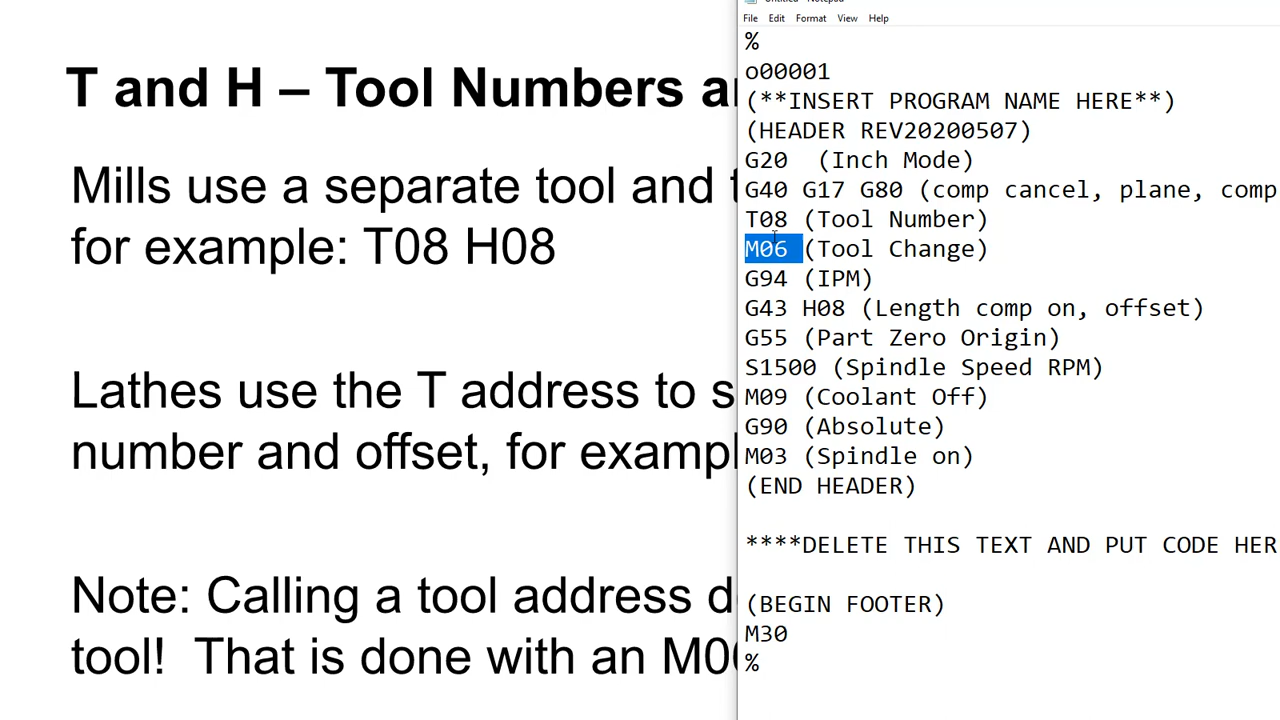 T and H – Tool Numbers
Mills use a separate tool and
for example: T08 H08
Lathes use the T address to
number and offset, for
Note: Calling a tool address
tool! That is done with an
File Edit Format View Help
%
o00001
(**INSERT PROGRAM NAME HERE**)
(HEADER REV20200507)
G20 (Inch Mode)
G40 G17 G80 (comp cancel, plane, comp
T08 (Tool Number)
M06 (Tool Change)
G94 (IPM)
G43 H08 (Length comp on, offset)
G55 (Part Zero Origin)
S1500 (Spindle Speed RPM)
M09 (Coolant Off)
G90 (Absolute)
M03 (Spindle on)
(END HEADER)
****DELETE THIS TEXT AND PUT CODE HER
(BEGIN FOOTER)
M30
%